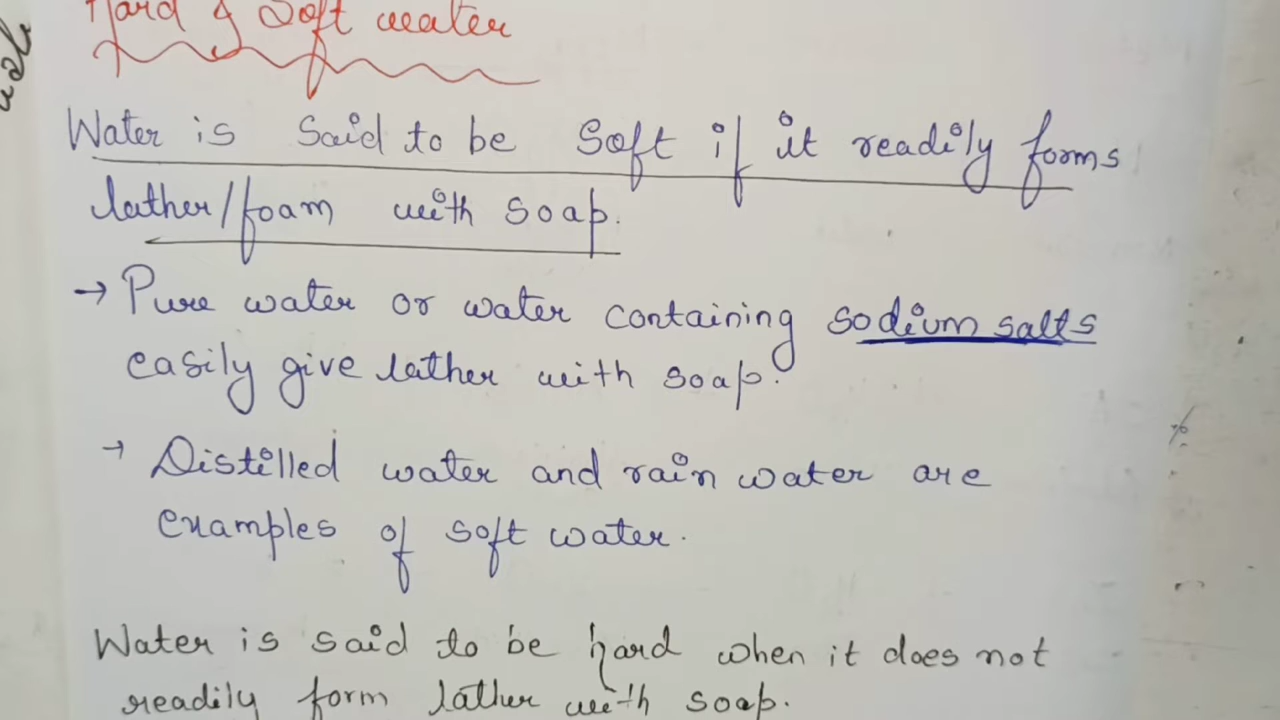 Hard & Soft water
Water is said to be Soft if it readily forms
lather/foam with soap.
→ Pure water or water containing sodium salts
easily give lather with soap.
→ Distilled water and rain water are
examples of soft water.
Water is said to be hard when it does not
readily form lather with soap.